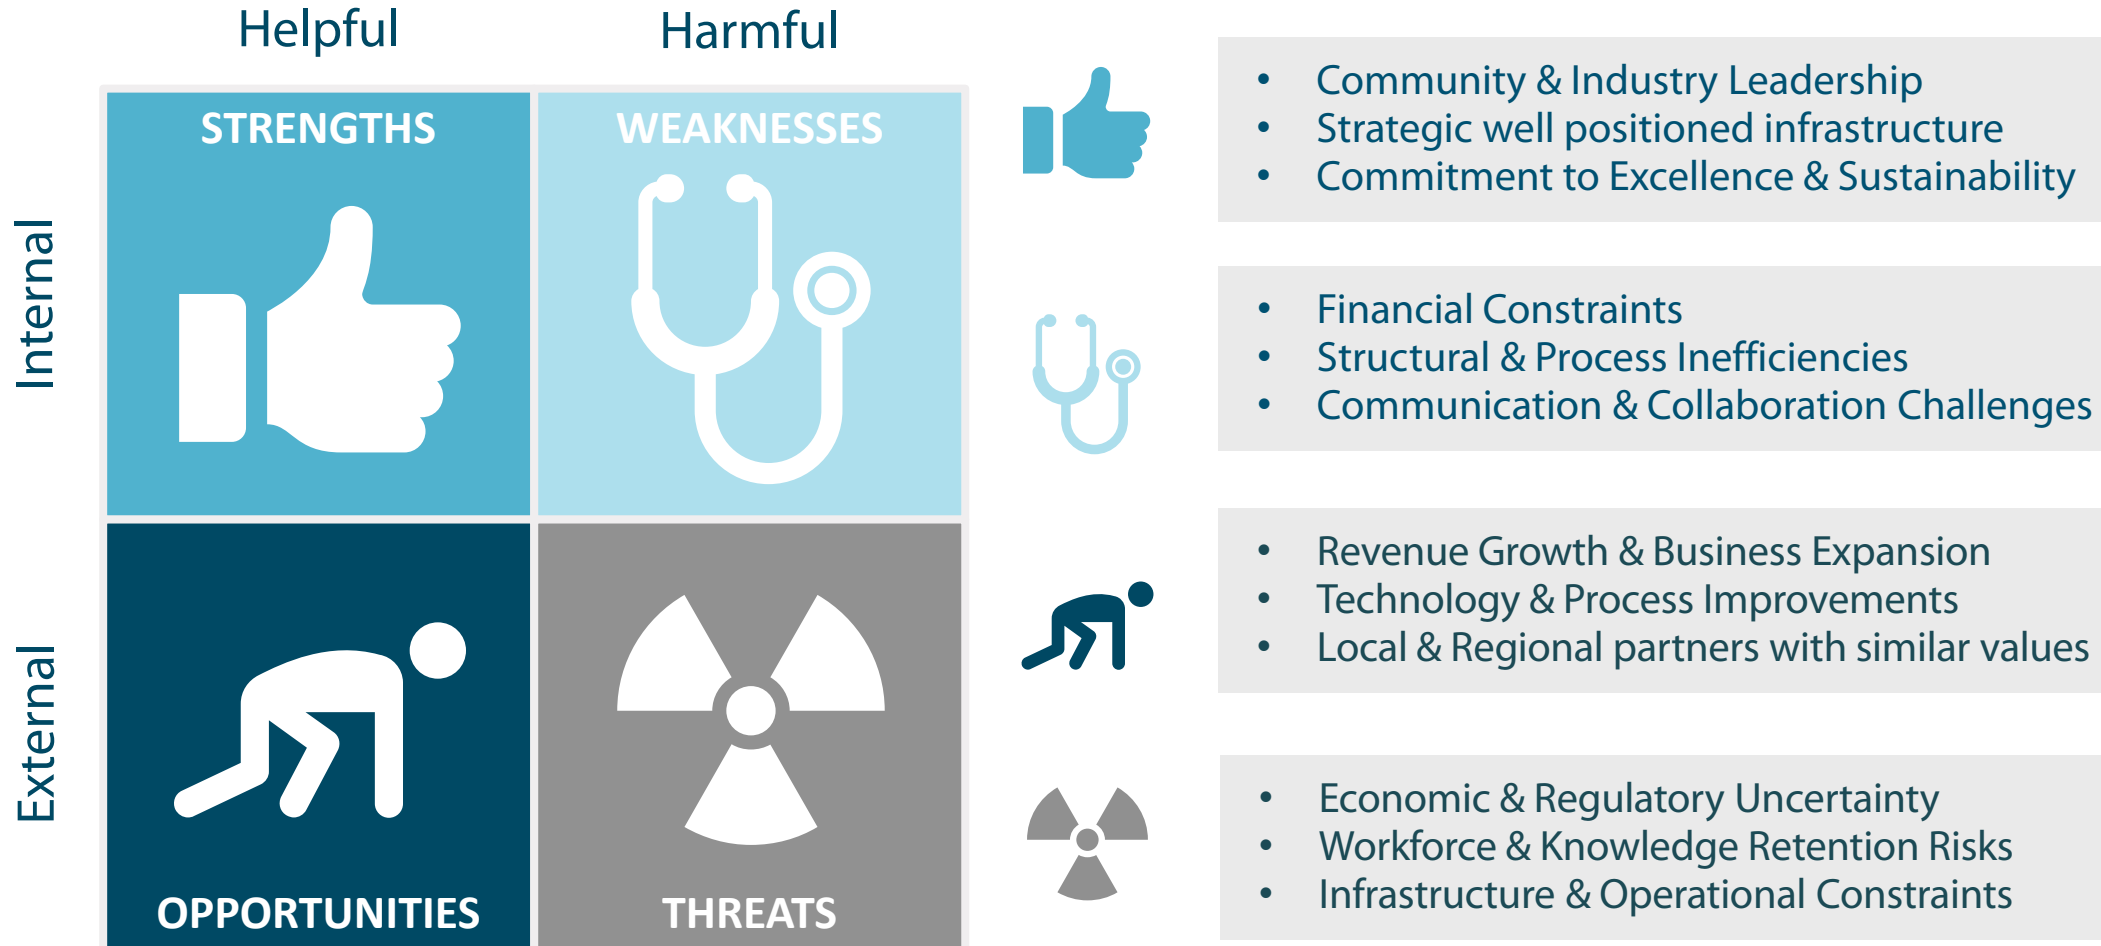 Helpful
Harmful
Internal
External
STRENGTHS
WEAKNESSES
OPPORTUNITIES
THREATS
• Community & Industry Leadership
• Strategic well positioned infrastructure
• Commitment to Excellence & Sustainability
• Financial Constraints
• Structural & Process Inefficiencies
• Communication & Collaboration Challenges
• Revenue Growth & Business Expansion
• Technology & Process Improvements
• Local & Regional partners with similar values
• Economic & Regulatory Uncertainty
• Workforce & Knowledge Retention Risks
• Infrastructure & Operational Constraints